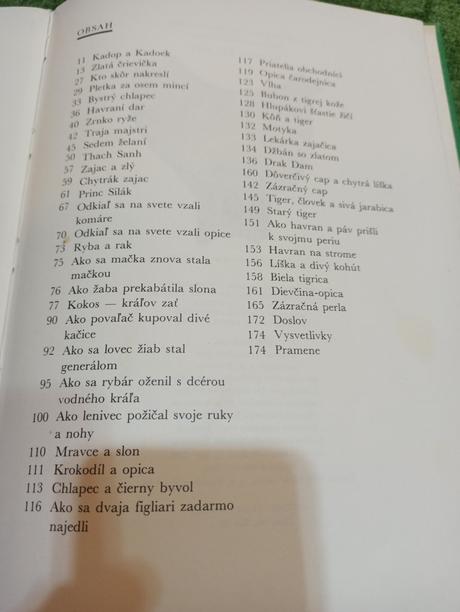 OBSAH
11 Kadop a Kadoek
13 Zlatá črievička
27 Kto skôr nakreslí
29 Pletka za osem mincí
33 Bystrý chlapec
36 Havraní dar
40 Zrnko ryže
42 Traja majstri
45 Sedem želaní
50 Thach Sanh
57 Zajac a zlý
59 Chytrák zajac
61 Princ Silák
67 Odkiaľ sa na svete vzali
komáre
70 Odkiaľ sa na svete vzali opice
73 Ryba a rak
75 Ako sa mačka znova stala
mačkou
76 Ako žaba prekabátila slona
77 Kokos — kráľov zať
90 Ako povaľač kupoval divé
kačice
92 Ako sa lovec žiab stal
generálom
95 Ako sa rybár oženil s dcérou
vodného kráľa
100 Ako lenivec požičal svoje ruky
a nohy
110 Mravce a slon
111 Krokodíl a opica
113 Chlapec a čierny byvol
116 Ako sa dvaja figliari zadarmo
najedli
117 Priatelia obchodníci
119 Opica čarodejnica
123 Vlha
125 Bubon z tigrej kože
128 Hlupákovi šťastie žičí
130 Kôň a tiger
132 Motyka
133 Lekárka zajačica
134 Džbán so zlatom
136 Drak Dam
160 Dôverčivý cap a chytrá líška
142 Zázračný cap
145 Tiger, človek a sivá jarabica
149 Starý tiger
151 Ako havran a páv prišli
k svojmu periu
153 Havran na strome
156 Líška a divý kohút
158 Biela tigrica
161 Dievčina-opica
165 Zázračná perla
172 Doslov
174 Vysvetlivky
174 Pramene